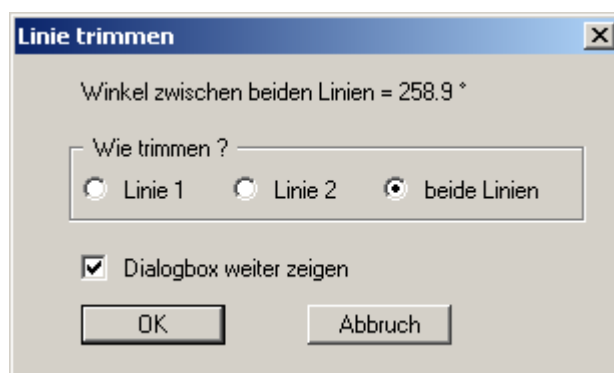 Linie trimmen
Winkel zwischen beiden Linien = 258.9 °
Wie trimmen ?
Linie 1 Linie 2 beide Linien
Dialogbox weiter zeigen
OK Abbruch